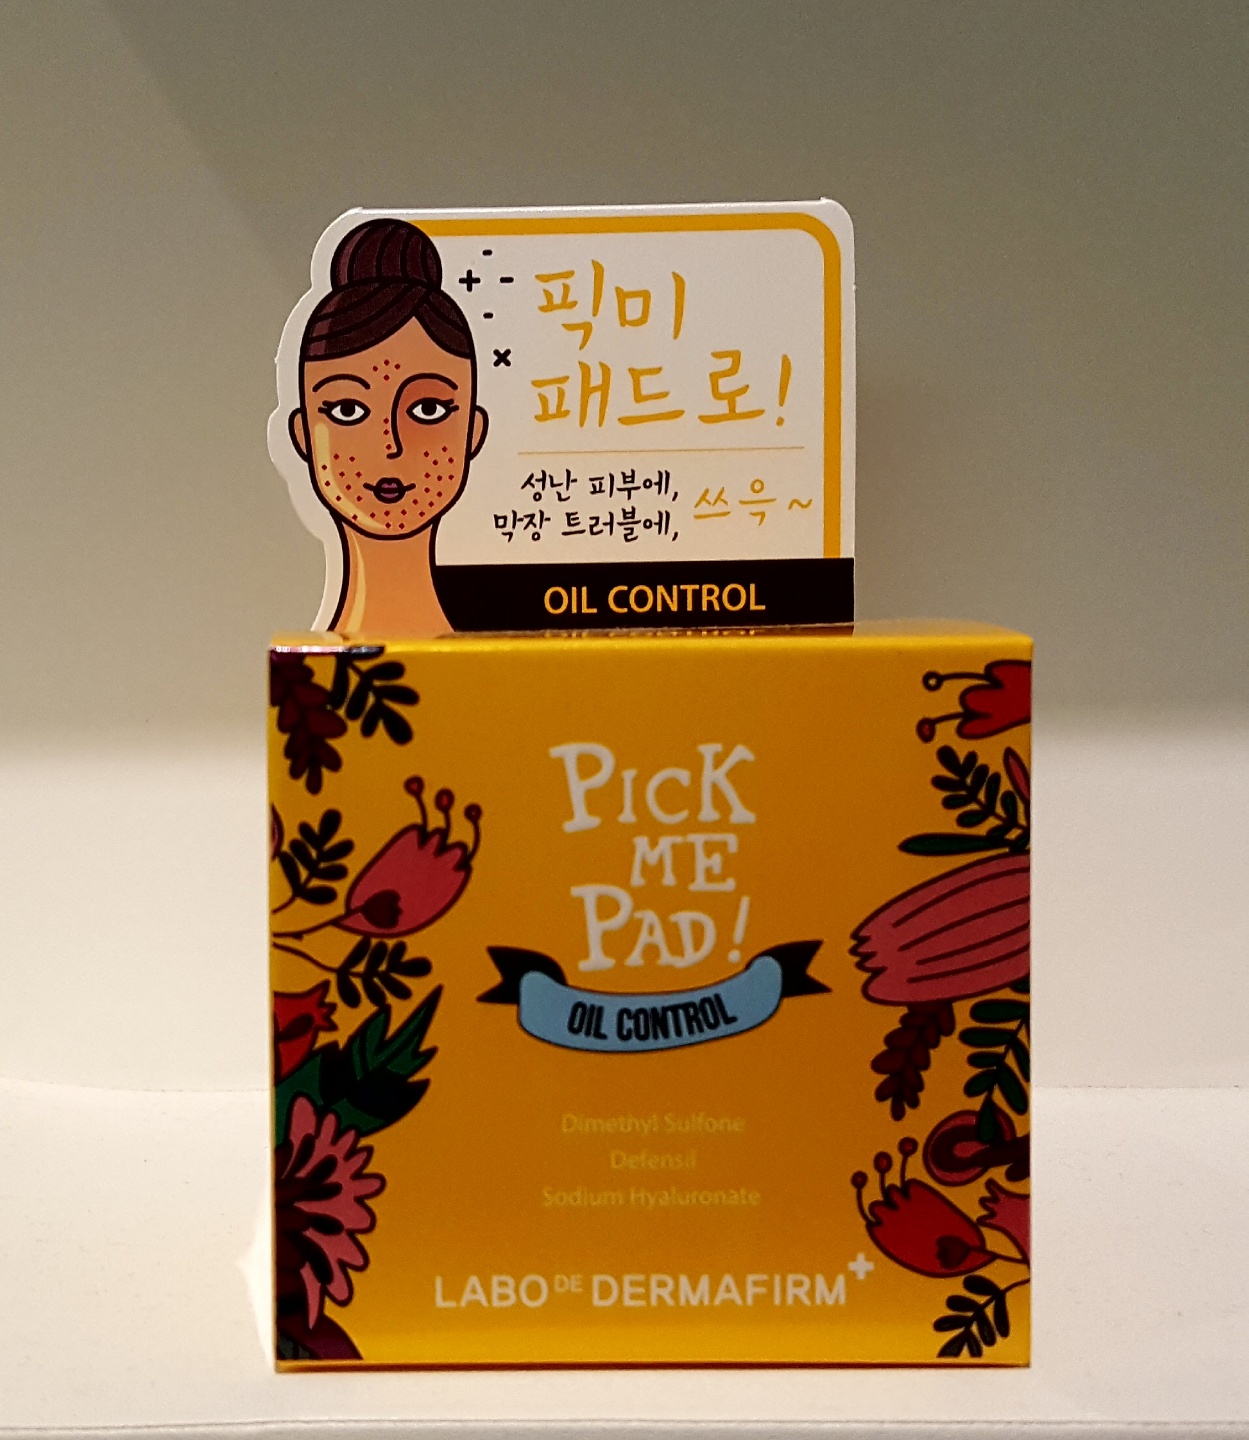 픽미
패드로!
성난 피부에,
막장 트러블에, 쓰윽~
OIL CONTROL
PICK
ME
PAD!
OIL CONTROL
Dimethyl Sulfone
Defensil
Sodium Hyaluronate
LABO DE DERMAFIRM+